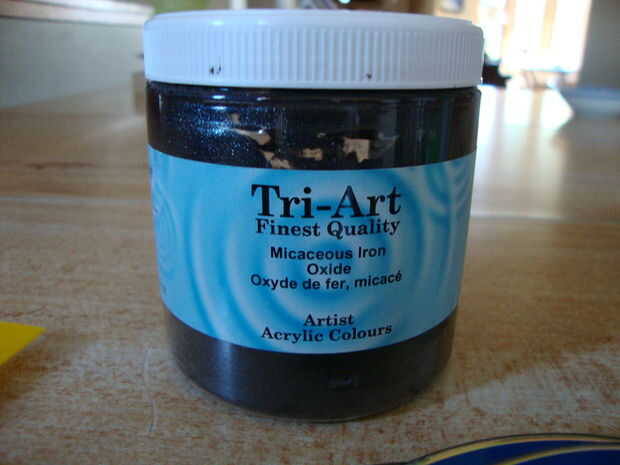 Tri-Art
Finest Quality
Micaceous Iron
Oxide
Oxyde de fer, micacé
Artist
Acrylic Colours